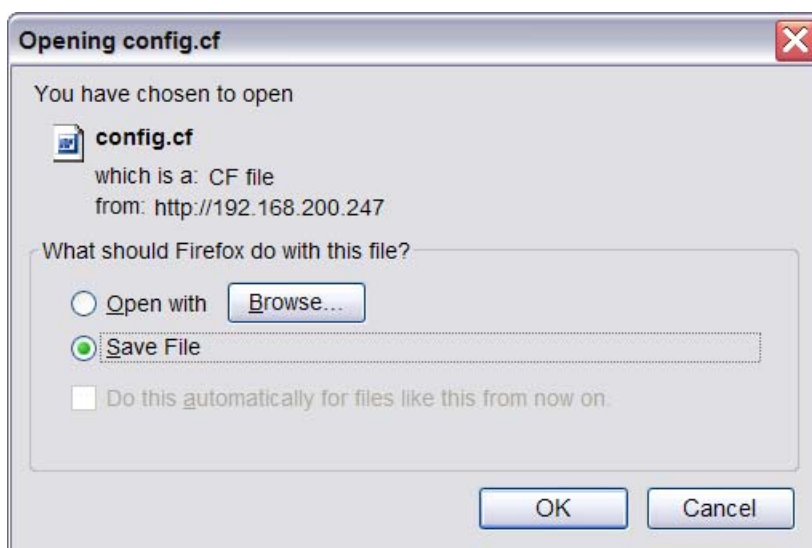 Opening config.cf
You have chosen to open
config.cf
which is a: CF file
from: http://192.168.200.247
What should Firefox do with this file?
Open with Browse...
Save File
Do this automatically for files like this from now on.
OK Cancel